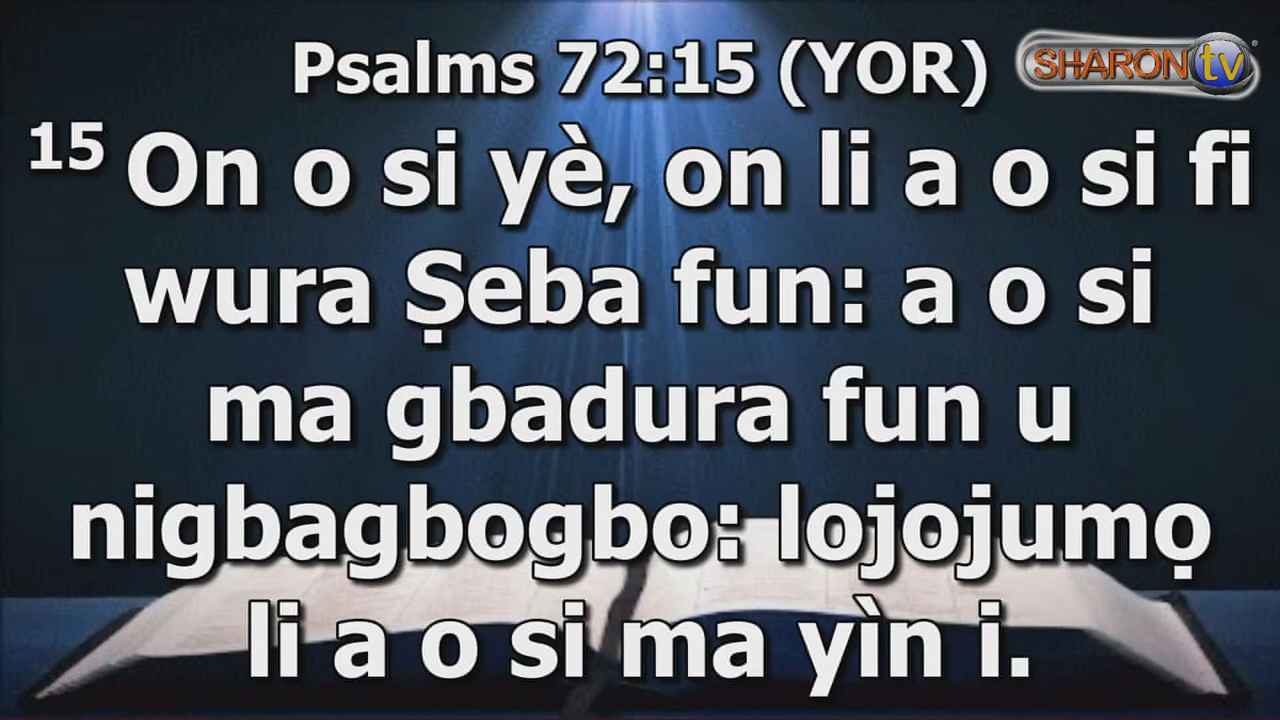 Psalms 72:15 (YOR)
SHARON tv
15 On o si yè, on li a o si fi
wura Ṣeba fun: a o si
ma gbadura fun u
nigbagbogbo: lojojumọ
li a o si ma yìn i.